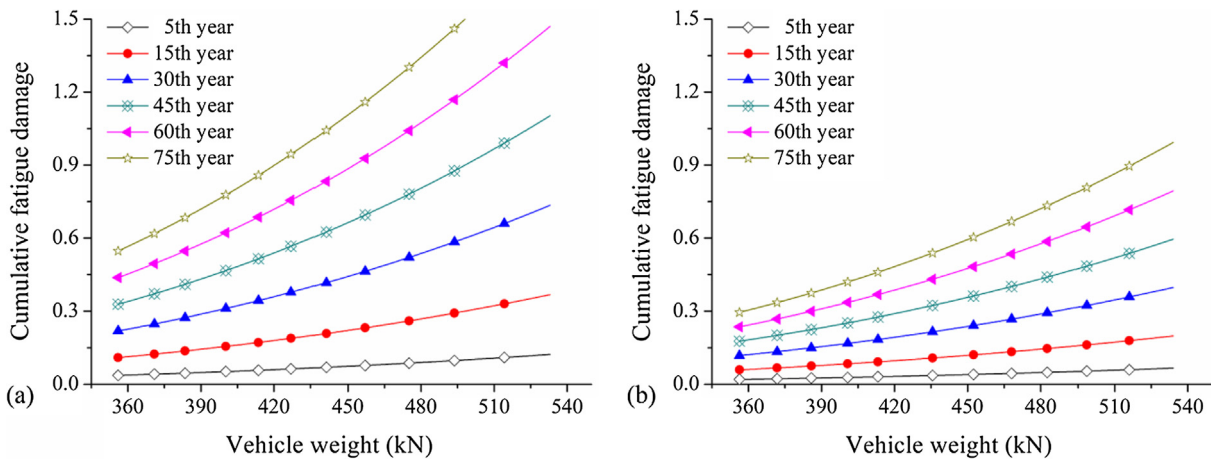 1.5
1.2
0.9
0.6
0.3
0.0
Cumulative fatigue damage
5th year
15th year
30th year
45th year
60th year
75th year
360 390 420 450 480 510 540
Vehicle weight (kN)
(a)
1.5
1.2
0.9
0.6
0.3
0.0
Cumulative fatigue damage
5th year
15th year
30th year
45th year
60th year
75th year
360 390 420 450 480 510 540
Vehicle weight (kN)
(b)